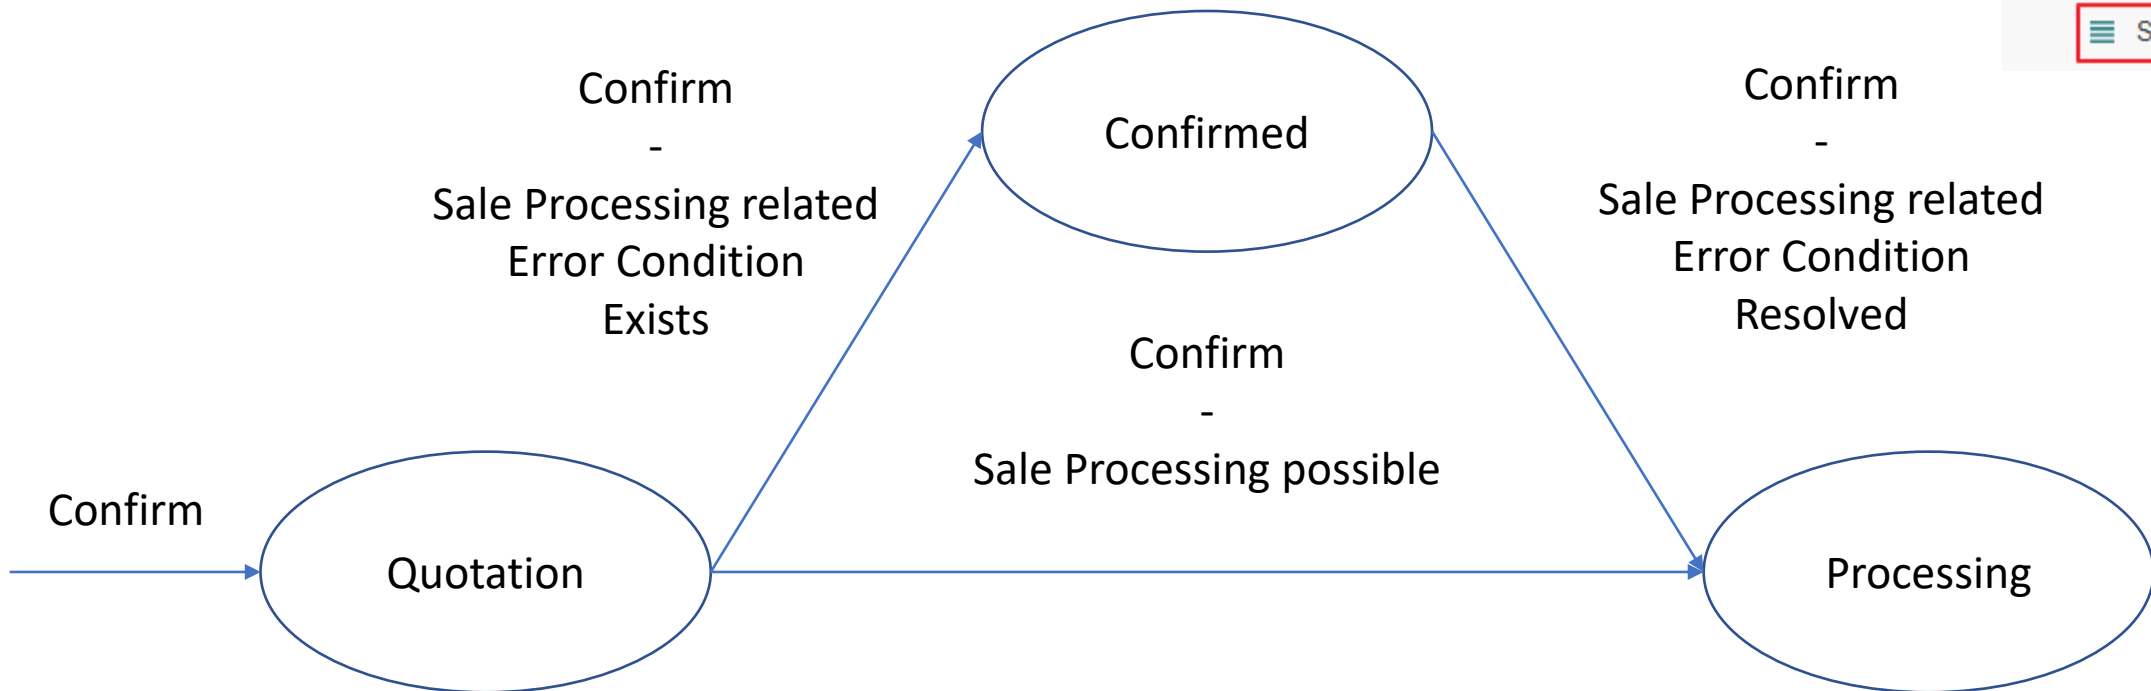 S
Confirm
-
Sale Processing related
Error Condition
Exists
Confirmed
Confirm
-
Sale Processing related
Error Condition
Resolved
Confirm
-
Sale Processing possible
Confirm
Quotation
Processing